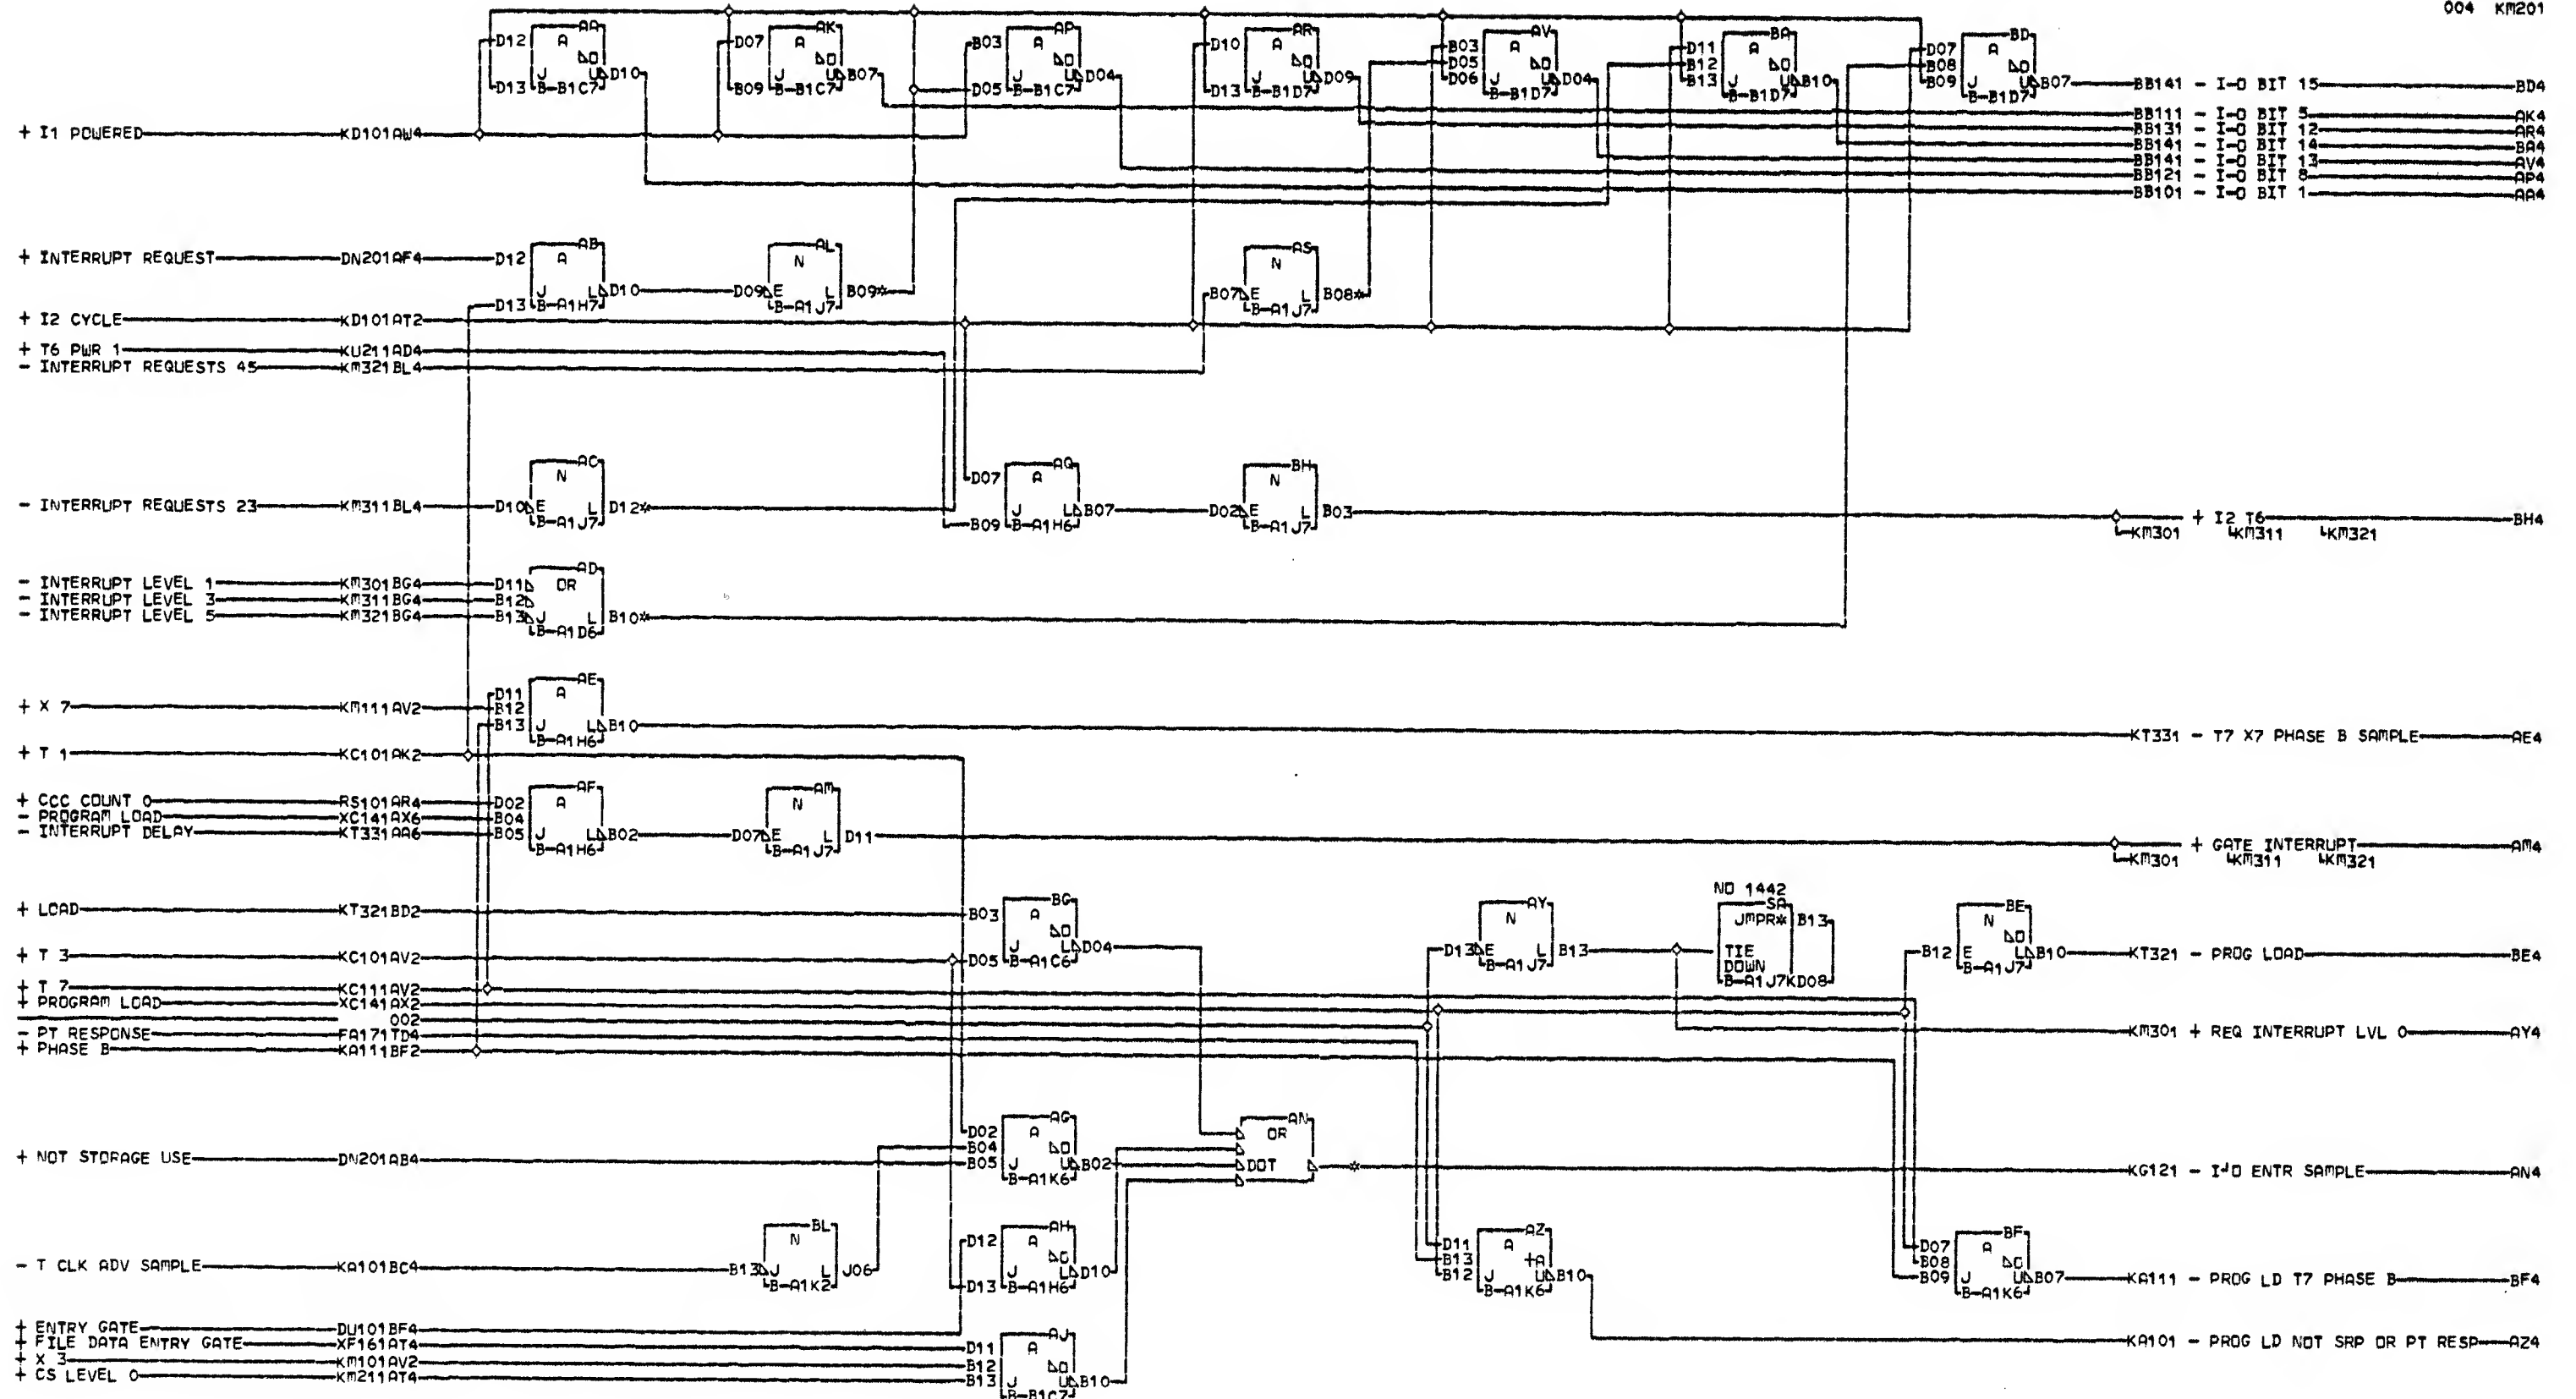 004 KM201
AA AK AP AR AV BA BD
D12 A D10 D13 J U B-B1C7
D07 A B07 B09 J U B-B1C7
B03 A D04 D05 J U B-B1C7
D10 A D09 D13 J U B-B1D7
B03 D05 D06 A D04 J U B-B1D7
D11 B12 B13 A B10 J U B-B1D7
D07 B08 B09 A B07 J U B-B1D7
BB141 - I-O BIT 15 BD4
+ I1 POWERED KD101AW4
BB111 - I-O BIT 5 AK4
BB131 - I-O BIT 12 AR4
BB141 - I-O BIT 14 BA4
BB141 - I-O BIT 13 AV4
BB121 - I-O BIT 8 AP4
BB101 - I-O BIT 1 AA4
+ INTERRUPT REQUEST DN201AF4 D12
AB A D13 J L D10 B-A1H7
AL N D09 E L B09* B-A1J7
AS N B07 E L B08* B-A1J7
+ I2 CYCLE KD101AT2
+ T6 PWR 1 KU211AD4
- INTERRUPT REQUESTS 45 KM321BL4
- INTERRUPT REQUESTS 23 KM311BL4 D10
AC N E L D12* B-A1J7
AQ A D07 B09 J L B07 B-A1H6
BH N D02 E L B03 B-A1J7
+ I2 T6 BH4
KM301 KM311 KM321
- INTERRUPT LEVEL 1 KM301BG4 D11
- INTERRUPT LEVEL 3 KM311BG4 B12
- INTERRUPT LEVEL 5 KM321BG4 B13
AD OR J L B10* B-A1D6
+ X 7 KM111AV2
AE A D11 B12 B13 J L B10 B-A1H6
KT331 - T7 X7 PHASE B SAMPLE AE4
+ T 1 KC101AK2
+ CCC COUNT 0 RS101AR4 D02
- PROGRAM LOAD XC141AX6 B04
- INTERRUPT DELAY KT331AA6 B05
AF A J L B02 B-A1H6
AM N D07 E L D11 B-A1J7
+ GATE INTERRUPT AM4
KM301 KM311 KM321
+ LOAD KT321BD2 B03
BG A J L D04 D05 B-A1C6
AY N D13 E L B13 B-A1J7
NO 1442
SA JMPR* B13
TIE
DOWN
B-A1J7KD08
BE N B12 E L B10 B-A1J7
KT321 - PROG LOAD BE4
+ T 3 KC101AV2
+ T 7 KC111AV2
+ PROGRAM LOAD XC141AX2
002
- PT RESPONSE FA171TD4
+ PHASE B KA111BF2
KM301 + REQ INTERRUPT LVL 0 AY4
AG A D02 B04 B05 J U B02 B-A1K6
AN OR
DOT *
+ NOT STORAGE USE DN201AB4
KG121 - I-O ENTR SAMPLE AN4
- T CLK ADV SAMPLE KA101BC4
BL N B13 J L J06 B-A1K2
AH A D12 D13 J L D10 B-A1H6
AZ A +A D11 B13 B12 J U B10 B-A1K6
BF A D07 B08 B09 J U B07 B-A1K6
KA111 - PROG LD T7 PHASE B BF4
+ ENTRY GATE DU101BF4
+ FILE DATA ENTRY GATE XF161AT4 D11
+ X 3 KM101AV2 B12
+ CS LEVEL 0 KM211AT4 B13
AJ A J U B10 B-B1C7
KA101 - PROG LD NOT SRP OR PT RESP AZ4